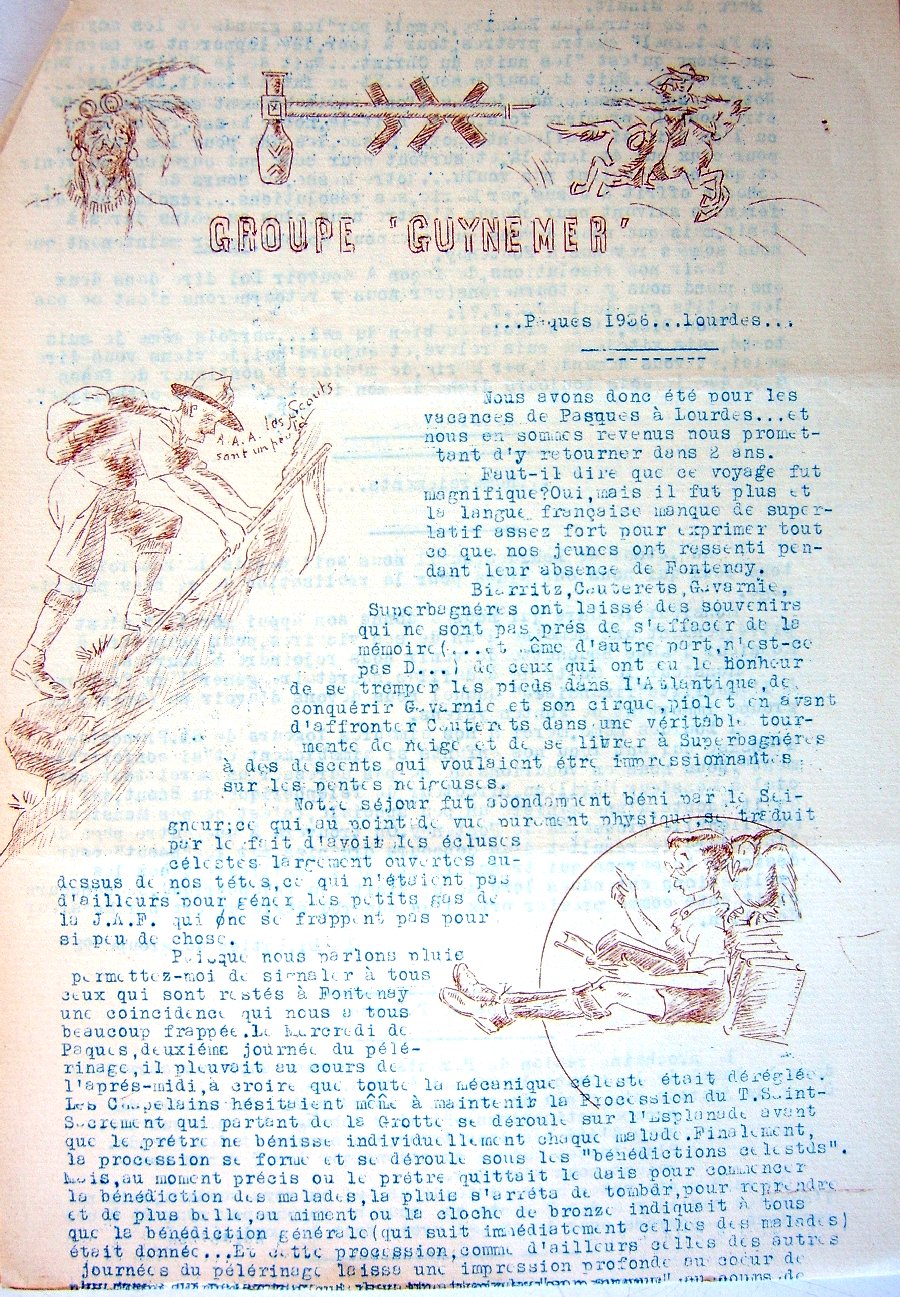 GROUPE 'GUYNEMER'
...Paques 1936...lourdes...
A.A.A. les Scouts
sont un peu là
Nous avons donc été pour les
vacances de Pasques à Lourdes...et
nous en sommes revenus nous promet-
tant d'y retourner dans 2 ans.
Faut-il dire que ce voyage fut
magnifique?Oui,mais il fut plus et
la langue française manque de super-
latif assez fort pour exprimer tout
ce que nos jeunes ont ressenti pen-
dant leur absence de Fontenay.
Biarritz,Cauterets,Gavarnie,
Superbagnéres ont laissé des souvenirs
qui ne sont pas prés de s'effacer de la
mémoire(...et même d'autre part,n'est-ce
pas D...) de ceux qui ont eu le Bonheur
de se tremper les pieds dans l'Atlantique,de
conquérir Gavarnie et son cirque,piolet en avant
d'affronter Cauterets dans une véritable tour-
mente de neige et de se librer à Superbagnéres
à des descents qui voulaient étre impressionnantes
sur les pentes neigeuses.
Notre séjour fut abondamment béni par le Sei-
gneur;ce qui,au point de vue purement physique,se traduit
par le fait d'avoir les écluses
célestes largement ouvertes au-
dessus de nos tétes,ce qui n'étaient pas
d'ailleurs pour géner les petits gas de
la J.A.F. qui ne se frappent pas pour
si peu de chose.
Puisque nous parlons pluie
permettez-moi de signaler à tous
ceux qui sont restés à Fontenay
une coincidence qui nous a tous
beaucoup frappée.le Mercredi de
Paques,deuxiéme journée du pélé-
rinage,il pleuvait au cours de
l'aprés-midi,à croire que toute la mécanique céleste était déréglée.
Les Chapelains hésitaient même à maintenir la Procession du T.Saint-
Sacrement qui partant de la Grotte se déroule sur l'Esplanade avant
que le prétre ne bénisse individuellement chaque malade.Finalement,
la procession se forme et se déroule sous les "bénédictions célestes".
Mais,au moment précis ou le prétre quittait le dais pour commencer
la bénédiction des malades,la pluie s'arréta de tombar,pour reprendre
et de plus belle,au miment ou la cloche de bronze indiquait à tous
que la bénédiction générale(qui suit immédiatement celles des malades)
était donnée...Et cette procession,comme d'ailleurs celles des autres
journées du pélérinage laissa une impression profonde au coeur de